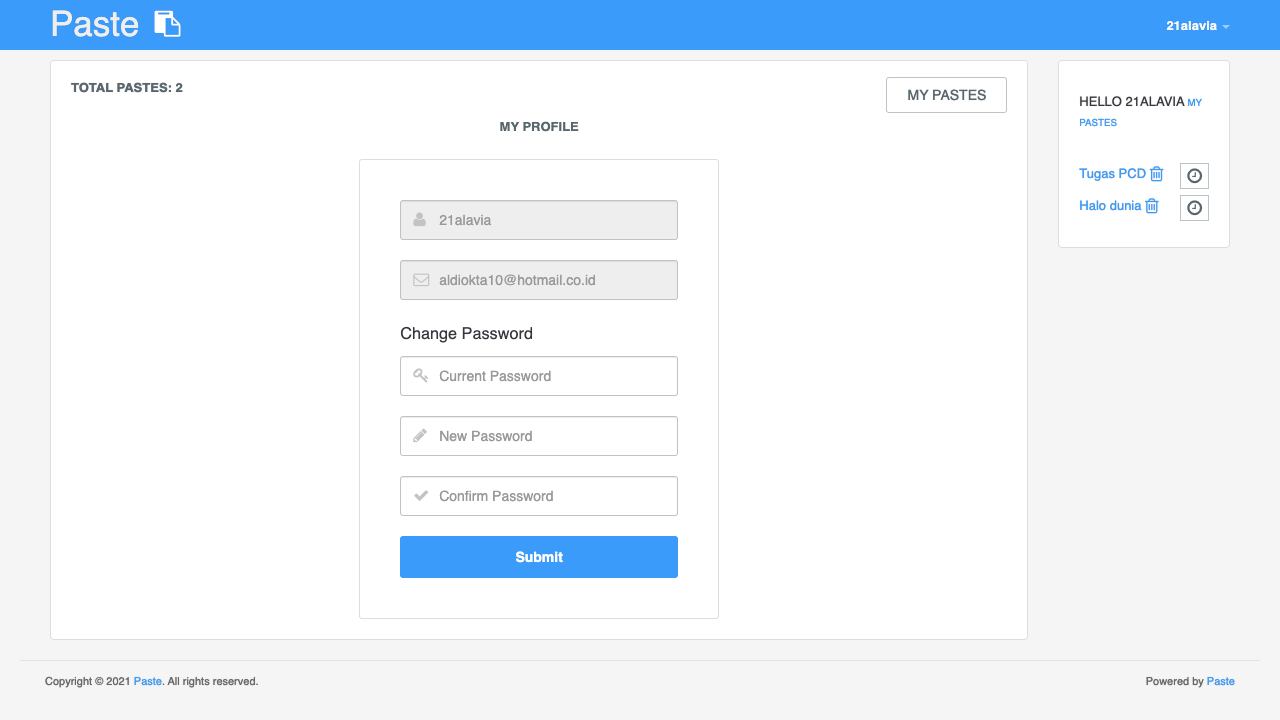 Paste
21alavia
TOTAL PASTES: 2
MY PASTES
MY PROFILE
21alavia
aldiokta10@hotmail.co.id
Change Password
Current Password
New Password
Confirm Password
Submit
HELLO 21ALAVIA MY
PASTES
Tugas PCD
Halo dunia
Copyright © 2021 Paste. All rights reserved.
Powered by Paste